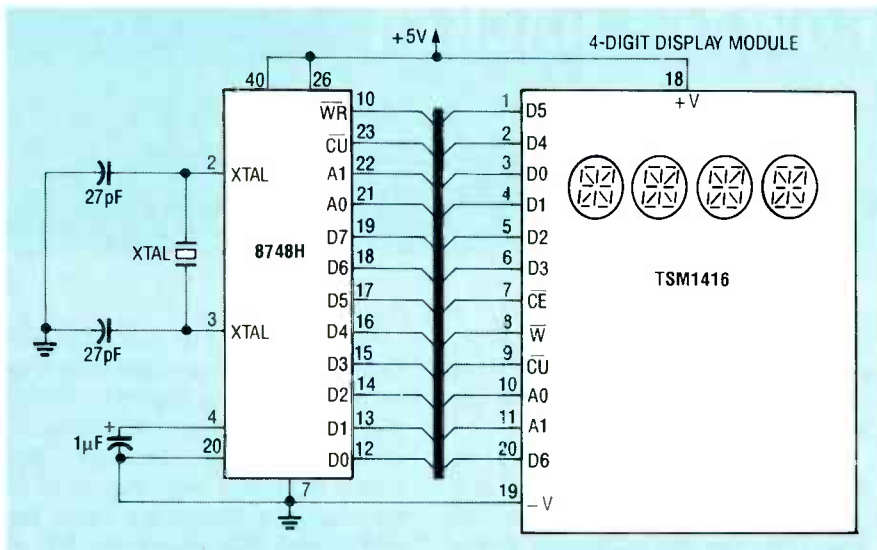 +5V
4-DIGIT DISPLAY MODULE
40 26
18
+V
10 WR
23 CU
22 A1
21 A0
19 D7
18 D6
17 D5
16 D4
15 D3
14 D2
13 D1
12 D0
2 XTAL
27pF
XTAL
8748H
3 XTAL
27pF
4
+
1µF
20
7
1 D5
2 D4
3 D0
4 D1
5 D2
6 D3
7 CE
8 W
9 CU
10 A0
11 A1
20 D6
19 −V
TSM1416